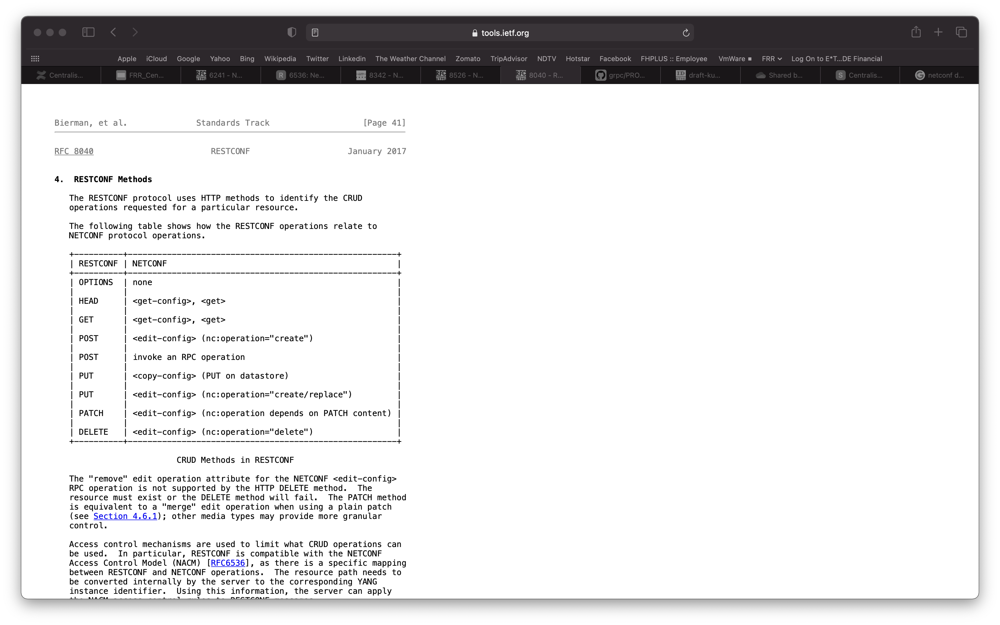 tools.ietf.org
Apple iCloud Google Yahoo Bing Wikipedia Twitter Linkedin The Weather Channel Zomato TripAdvisor NDTV Hotstar Facebook FHPLUS :: Employee VmWare FRR Log On to E*T...DE Financial
Centralis... FRR_Cen... 6241 - N... R 6536: Ne... 8342 - N... 8526 - N... 8040 - R... grpc/PRO... draft-ku... Shared b... S Centralis... G netconf d...
Bierman, et al. Standards Track [Page 41]
RFC 8040 RESTCONF January 2017
4. RESTCONF Methods
The RESTCONF protocol uses HTTP methods to identify the CRUD
operations requested for a particular resource.
The following table shows how the RESTCONF operations relate to
NETCONF protocol operations.
+----------+-------------------------------------------------------+
| RESTCONF | NETCONF |
+----------+-------------------------------------------------------+
| OPTIONS | none |
| | |
| HEAD | <get-config>, <get> |
| | |
| GET | <get-config>, <get> |
| | |
| POST | <edit-config> (nc:operation="create") |
| | |
| POST | invoke an RPC operation |
| | |
| PUT | <copy-config> (PUT on datastore) |
| | |
| PUT | <edit-config> (nc:operation="create/replace") |
| | |
| PATCH | <edit-config> (nc:operation depends on PATCH content) |
| | |
| DELETE | <edit-config> (nc:operation="delete") |
+----------+-------------------------------------------------------+
CRUD Methods in RESTCONF
The "remove" edit operation attribute for the NETCONF <edit-config>
RPC operation is not supported by the HTTP DELETE method. The
resource must exist or the DELETE method will fail. The PATCH method
is equivalent to a "merge" edit operation when using a plain patch
(see Section 4.6.1); other media types may provide more granular
control.
Access control mechanisms are used to limit what CRUD operations can
be used. In particular, RESTCONF is compatible with the NETCONF
Access Control Model (NACM) [RFC6536], as there is a specific mapping
between RESTCONF and NETCONF operations. The resource path needs to
be converted internally by the server to the corresponding YANG
instance identifier. Using this information, the server can apply